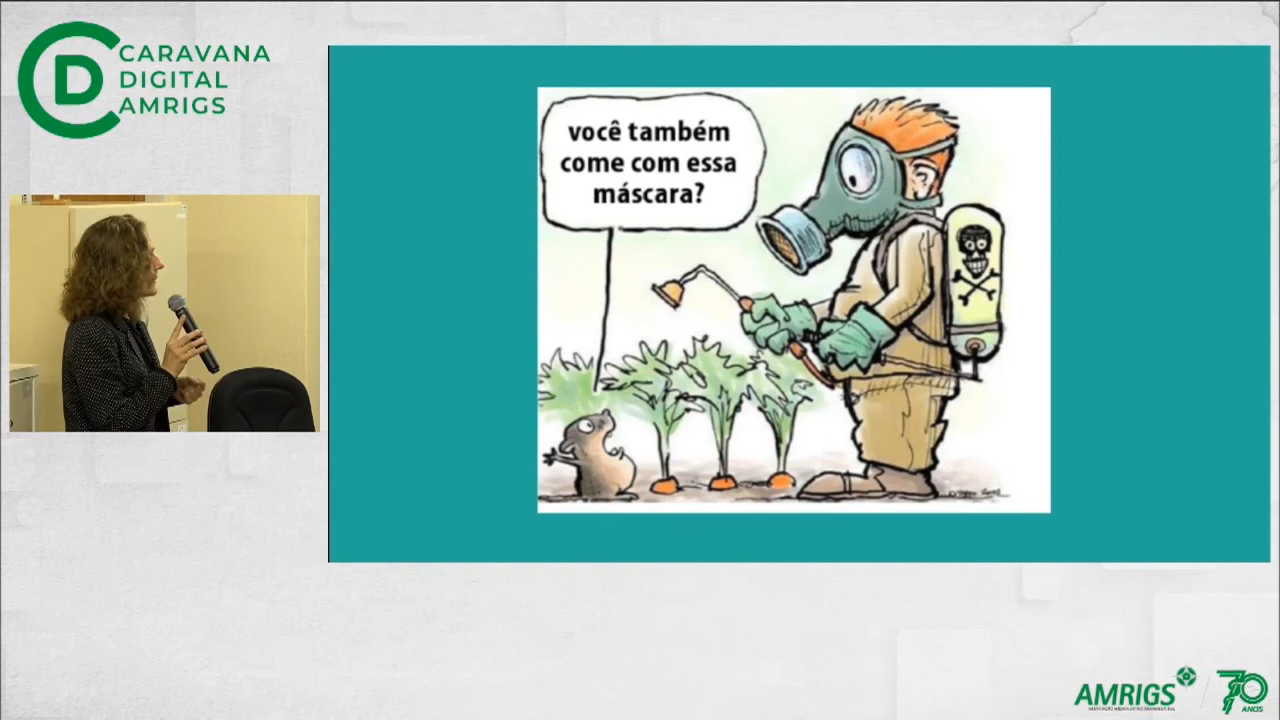 CARAVANA
DIGITAL
AMRIGS
você também
come com essa
máscara?
AMRIGS
70
ANOS